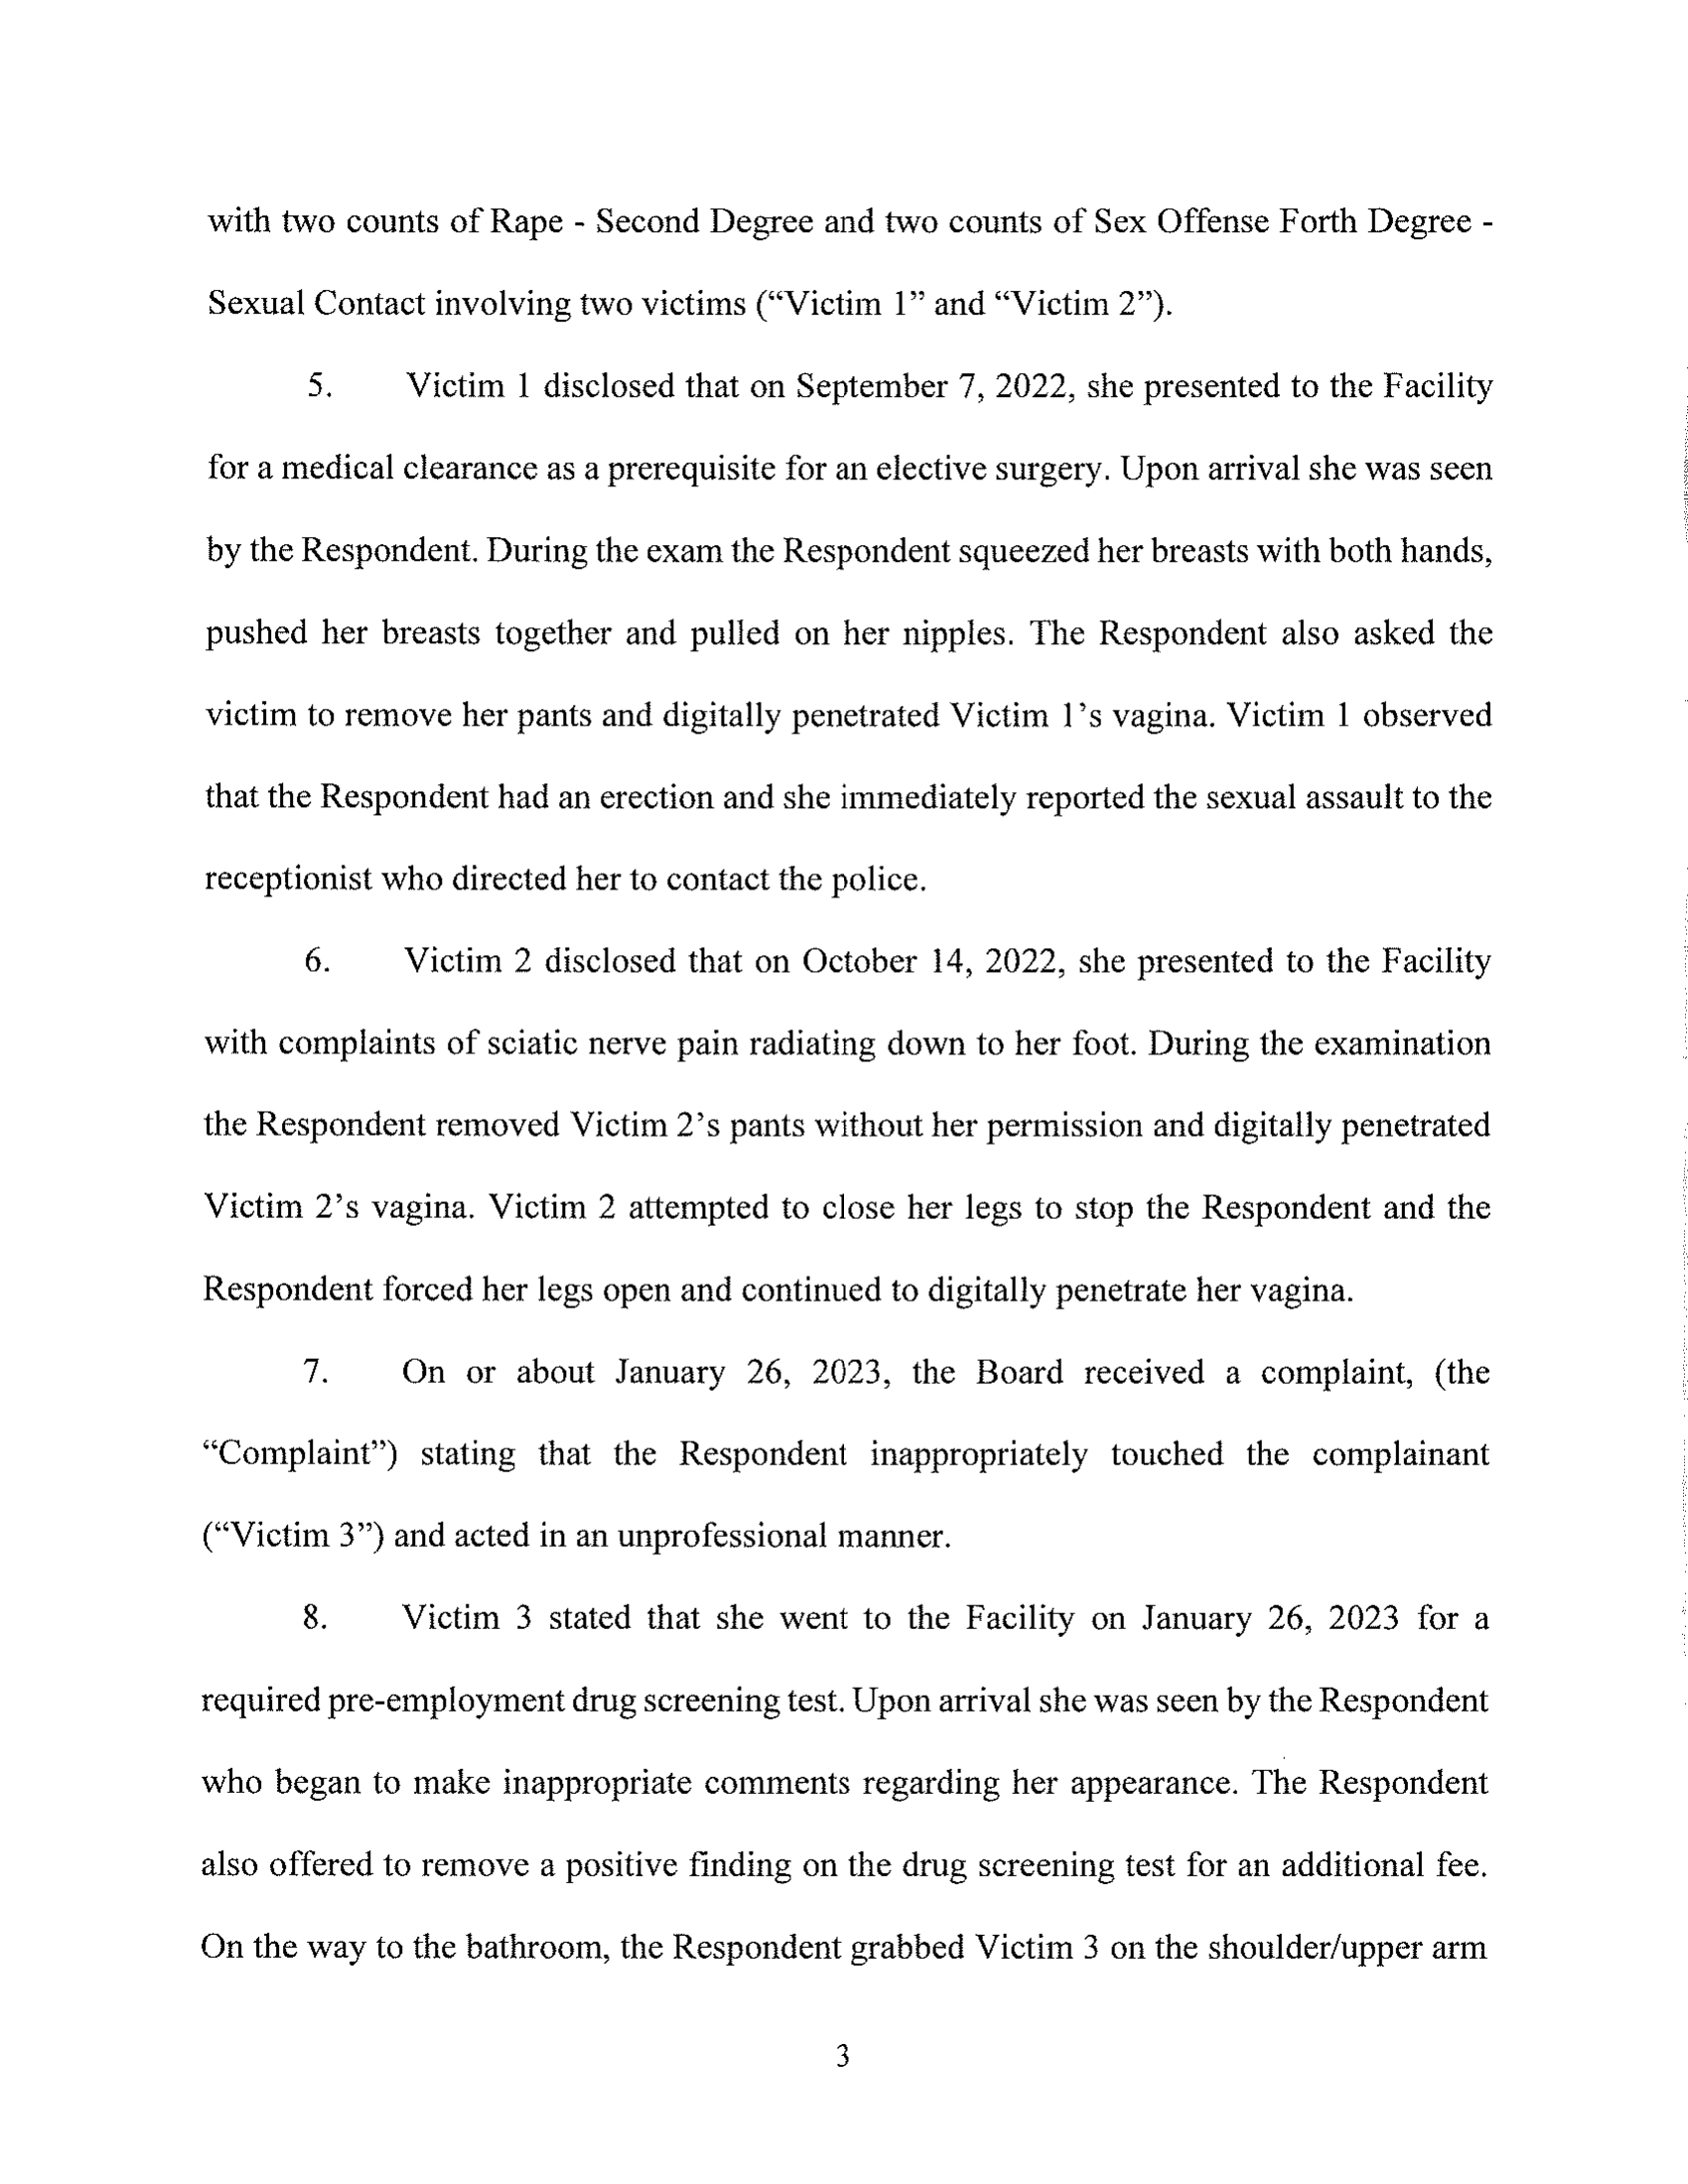 with two counts of Rape - Second Degree and two counts of Sex Offense Forth Degree -
Sexual Contact involving two victims (“Victim 1” and “Victim 2”).
5. Victim 1 disclosed that on September 7, 2022, she presented to the Facility
for a medical clearance as a prerequisite for an elective surgery. Upon arrival she was seen
by the Respondent. During the exam the Respondent squeezed her breasts with both hands,
pushed her breasts together and pulled on her nipples. The Respondent also asked the
victim to remove her pants and digitally penetrated Victim 1’s vagina. Victim 1 observed
that the Respondent had an erection and she immediately reported the sexual assault to the
receptionist who directed her to contact the police.
6. Victim 2 disclosed that on October 14, 2022, she presented to the Facility
with complaints of sciatic nerve pain radiating down to her foot. During the examination
the Respondent removed Victim 2’s pants without her permission and digitally penetrated
Victim 2’s vagina. Victim 2 attempted to close her legs to stop the Respondent and the
Respondent forced her legs open and continued to digitally penetrate her vagina.
7. On or about January 26, 2023, the Board received a complaint, (the
“Complaint”) stating that the Respondent inappropriately touched the complainant
(“Victim 3”) and acted in an unprofessional manner.
8. Victim 3 stated that she went to the Facility on January 26, 2023 for a
required pre-employment drug screening test. Upon arrival she was seen by the Respondent
who began to make inappropriate comments regarding her appearance. The Respondent
also offered to remove a positive finding on the drug screening test for an additional fee.
On the way to the bathroom, the Respondent grabbed Victim 3 on the shoulder/upper arm
3